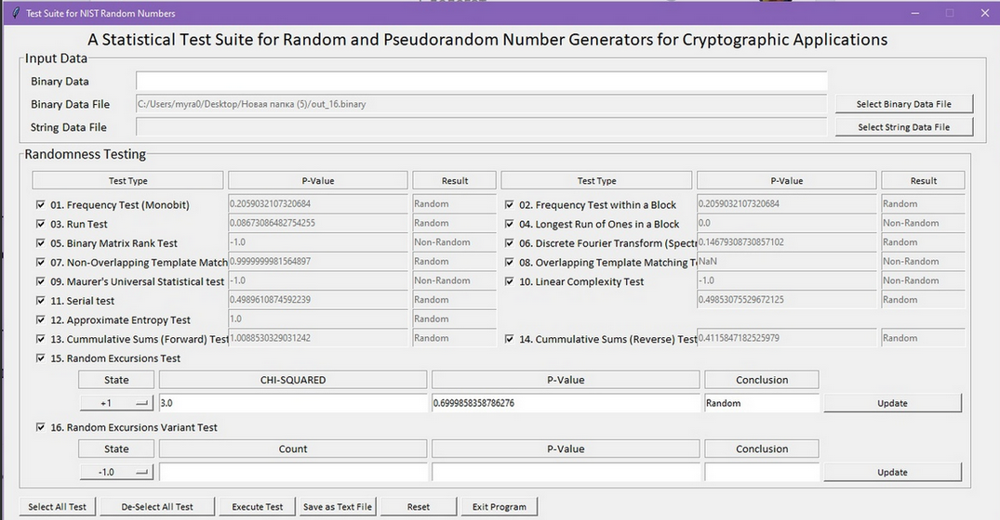 Test Suite for NIST Random Numbers
A Statistical Test Suite for Random and Pseudorandom Number Generators for Cryptographic Applications
Input Data
Binary Data
Binary Data File C:/Users/myra0/Desktop/Новая папка (5)/out_16.binary Select Binary Data File
String Data File Select String Data File
Randomness Testing
Test Type P-Value Result Test Type P-Value Result
01. Frequency Test (Monobit) 0.2059032107320684 Random 02. Frequency Test within a Block 0.2059032107320684 Random
03. Run Test 0.08673086482754255 Random 04. Longest Run of Ones in a Block 0.0 Non-Random
05. Binary Matrix Rank Test -1.0 Non-Random 06. Discrete Fourier Transform (Spectr 0.14679308730857102 Random
07. Non-Overlapping Template Match 0.9999999981564897 Random 08. Overlapping Template Matching Te NaN Non-Random
09. Maurer's Universal Statistical test -1.0 Non-Random 10. Linear Complexity Test -1.0 Non-Random
11. Serial test 0.4989610874592239 Random 0.49853075529672125 Random
12. Approximate Entropy Test 1.0 Random
13. Cummulative Sums (Forward) Test 1.0088530329031242 Random 14. Cummulative Sums (Reverse) Test 0.4115847182525979 Random
15. Random Excursions Test
State CHI-SQUARED P-Value Conclusion
+1 3.0 0.6999858358786276 Random Update
16. Random Excursions Variant Test
State Count P-Value Conclusion
-1.0 Update
Select All Test De-Select All Test Execute Test Save as Text File Reset Exit Program